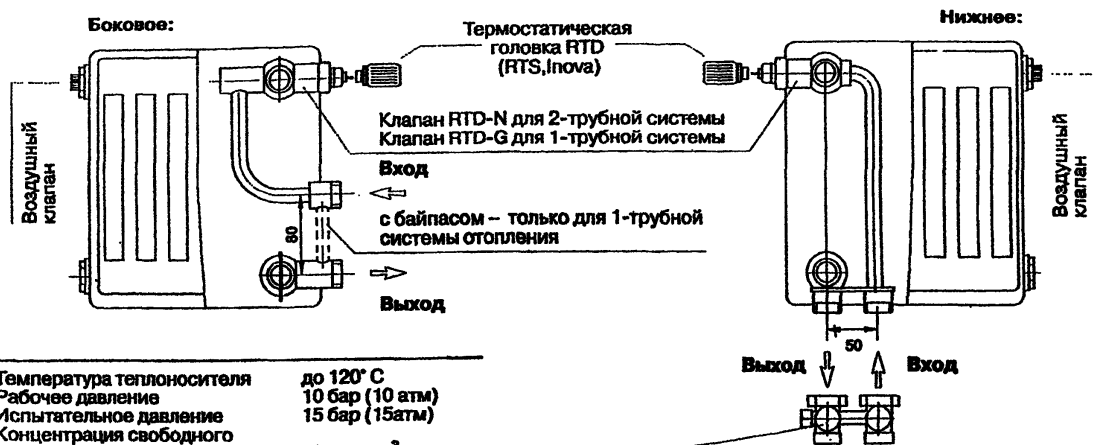 Боковое:
Нижнее:
Термостатическая
головка RTD
(RTS,Inova)
Воздушный
клапан
Клапан RTD-N для 2-трубной системы
Клапан RTD-G для 1-трубной системы
Воздушный
клапан
Вход
с байпасом – только для 1-трубной
системы отопления
80
Выход
50
Выход
Вход
Температура теплоносителя до 120° С
Рабочее давление 10 бар (10 атм)
Испытательное давление 15 бар (15атм)
Концентрация свободного
3